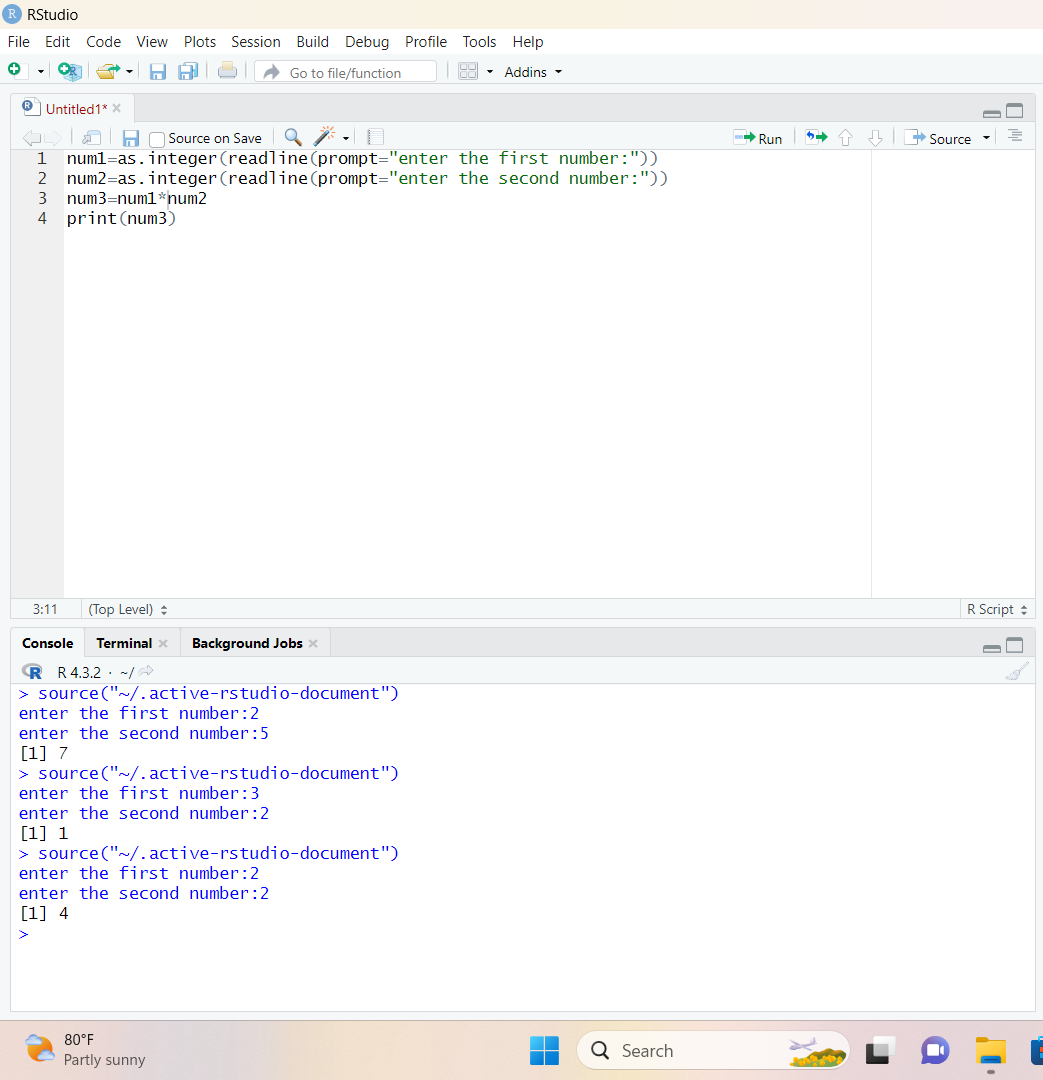 R RStudio
File Edit Code View Plots Session Build Debug Profile Tools Help
Go to file/function Addins
Untitled1*
Source on Save Run Source
1 num1=as.integer(readline(prompt="enter the first number:"))
2 num2=as.integer(readline(prompt="enter the second number:"))
3 num3=num1*num2
4 print(num3)
3:11 (Top Level) R Script
Console Terminal Background Jobs
R R 4.3.2 · ~/
> source("~/.active-rstudio-document")
enter the first number:2
enter the second number:5
[1] 7
> source("~/.active-rstudio-document")
enter the first number:3
enter the second number:2
[1] 1
> source("~/.active-rstudio-document")
enter the first number:2
enter the second number:2
[1] 4
>
80°F
Partly sunny
Search